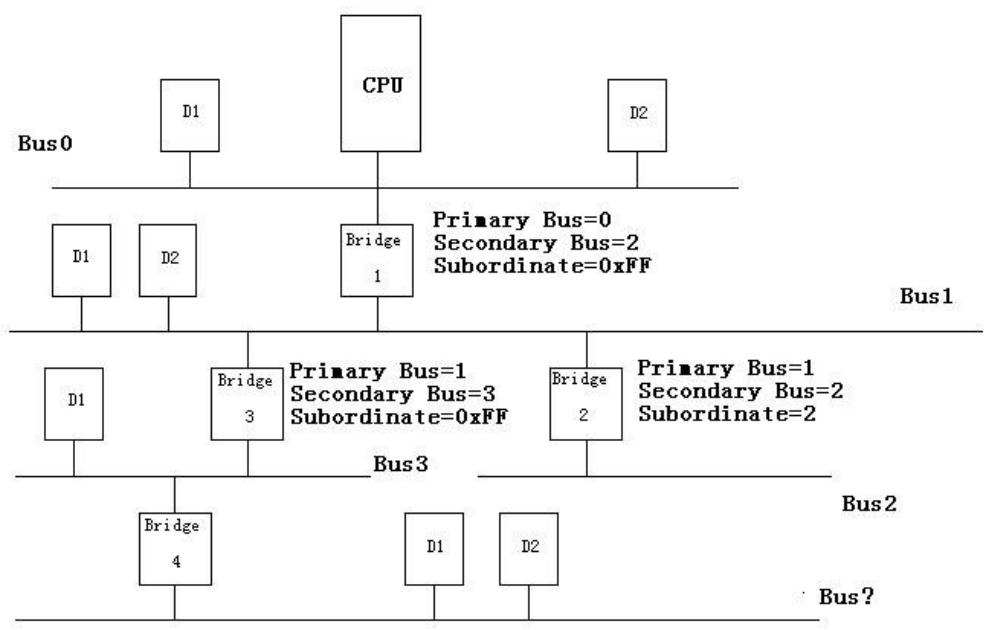 CPU
D1
D2
Bus0
Primary Bus=0
Secondary Bus=2
Subordinate=0xFF
Bridge
1
D1
D2
Bus1
Bridge
3
Primary Bus=1
Secondary Bus=3
Subordinate=0xFF
Bridge
2
Primary Bus=1
Secondary Bus=2
Subordinate=2
D1
Bus3
Bus2
Bridge
4
D1
D2
Bus?